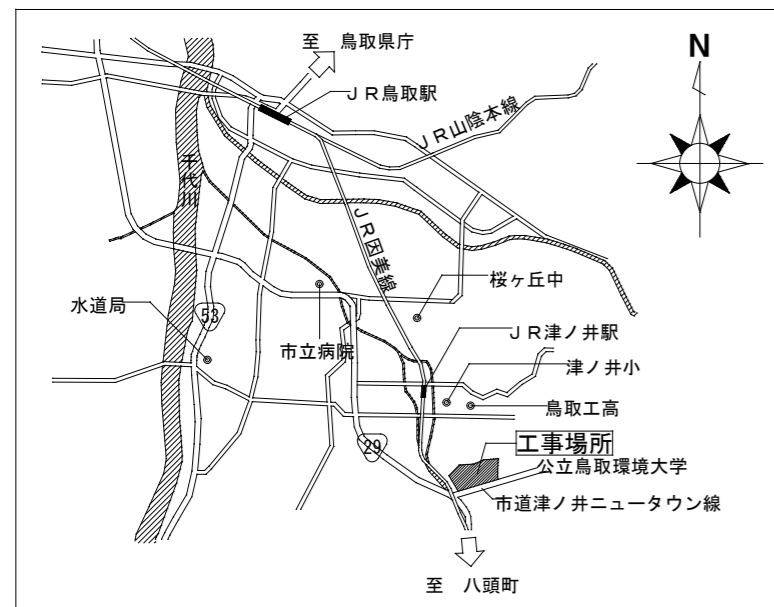 至 鳥取県庁
N
JR鳥取駅
JR山陰本線
千代川
JR因美線
桜ヶ丘中
水道局
53
市立病院
JR津ノ井駅
津ノ井小
鳥取工高
29
工事場所
公立鳥取環境大学
市道津ノ井ニュータウン線
至 八頭町